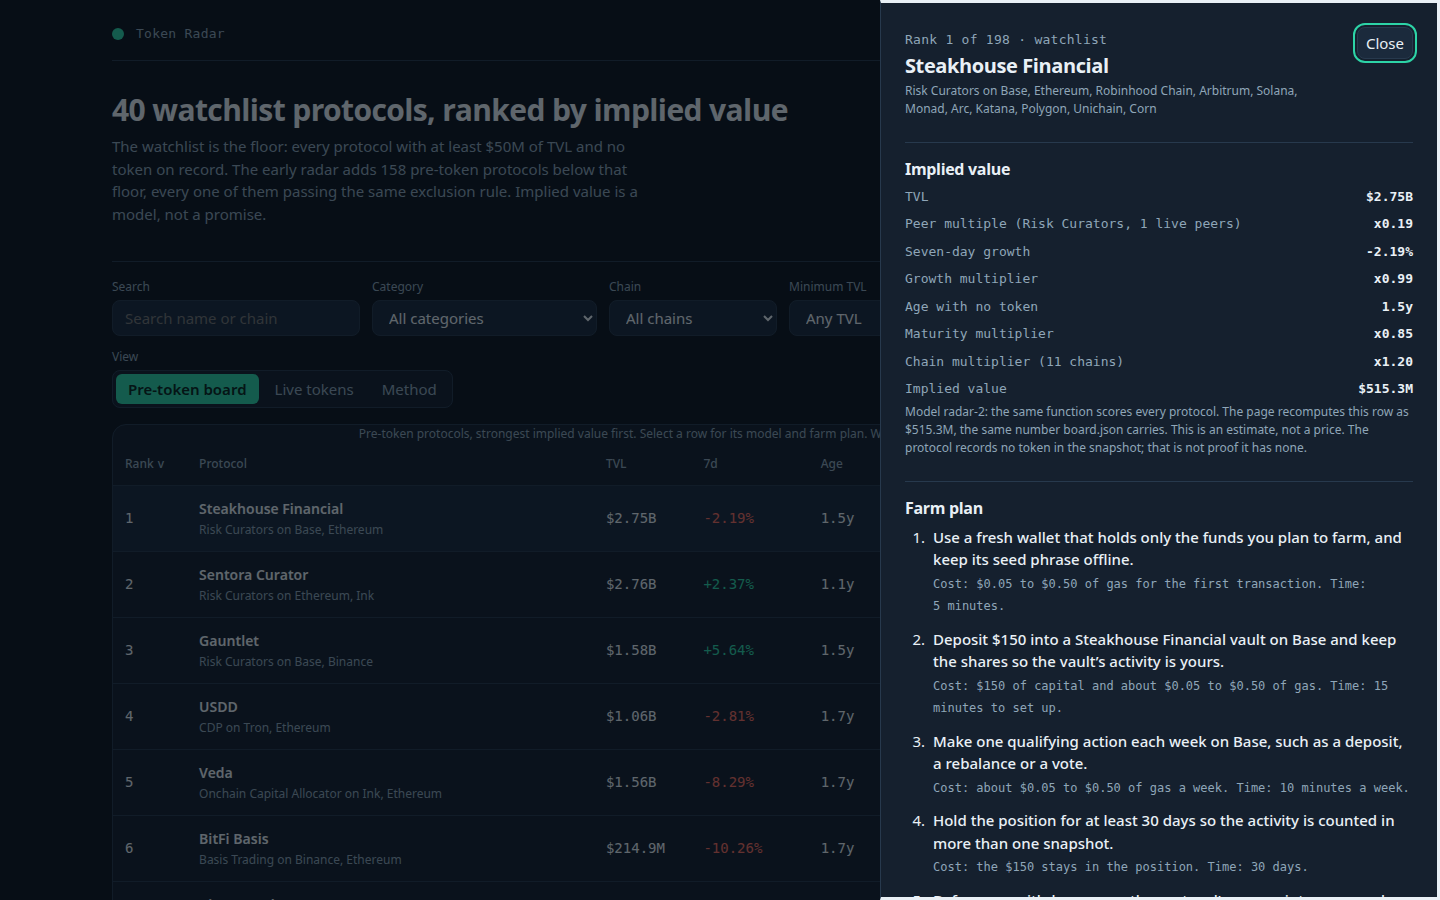 Token Radar
40 watchlist protocols, ranked by implied value
The watchlist is the floor: every protocol with at least $50M of TVL and no
token on record. The early radar adds 158 pre-token protocols below that
floor, every one of them passing the same exclusion rule. Implied value is a
model, not a promise.
Search
Category
Chain
Minimum TVL
Search name or chain
All categories
All chains
Any TVL
View
Pre-token board
Live tokens
Method
Pre-token protocols, strongest implied value first. Select a row for its model and farm plan. W
Rank v
Protocol
TVL
7d
Age
1
Steakhouse Financial
Risk Curators on Base, Ethereum
$2.75B
-2.19%
1.5y
2
Sentora Curator
Risk Curators on Ethereum, Ink
$2.76B
+2.37%
1.1y
3
Gauntlet
Risk Curators on Base, Binance
$1.58B
+5.64%
1.5y
4
USDD
CDP on Tron, Ethereum
$1.06B
-2.81%
1.7y
5
Veda
Onchain Capital Allocator on Ink, Ethereum
$1.56B
-8.29%
1.7y
6
BitFi Basis
Basis Trading on Binance, Ethereum
$214.9M
-10.26%
1.7y
Rank 1 of 198 · watchlist
Close
Steakhouse Financial
Risk Curators on Base, Ethereum, Robinhood Chain, Arbitrum, Solana,
Monad, Arc, Katana, Polygon, Unichain, Corn
Implied value
TVL $2.75B
Peer multiple (Risk Curators, 1 live peers) x0.19
Seven-day growth -2.19%
Growth multiplier x0.99
Age with no token 1.5y
Maturity multiplier x0.85
Chain multiplier (11 chains) x1.20
Implied value $515.3M
Model radar-2: the same function scores every protocol. The page recomputes this row as
$515.3M, the same number board.json carries. This is an estimate, not a price. The
protocol records no token in the snapshot; that is not proof it has none.
Farm plan
1. Use a fresh wallet that holds only the funds you plan to farm, and
keep its seed phrase offline.
Cost: $0.05 to $0.50 of gas for the first transaction. Time:
5 minutes.
2. Deposit $150 into a Steakhouse Financial vault on Base and keep
the shares so the vault’s activity is yours.
Cost: $150 of capital and about $0.05 to $0.50 of gas. Time: 15
minutes to set up.
3. Make one qualifying action each week on Base, such as a deposit,
a rebalance or a vote.
Cost: about $0.05 to $0.50 of gas a week. Time: 10 minutes a week.
4. Hold the position for at least 30 days so the activity is counted in
more than one snapshot.
Cost: the $150 stays in the position. Time: 30 days.